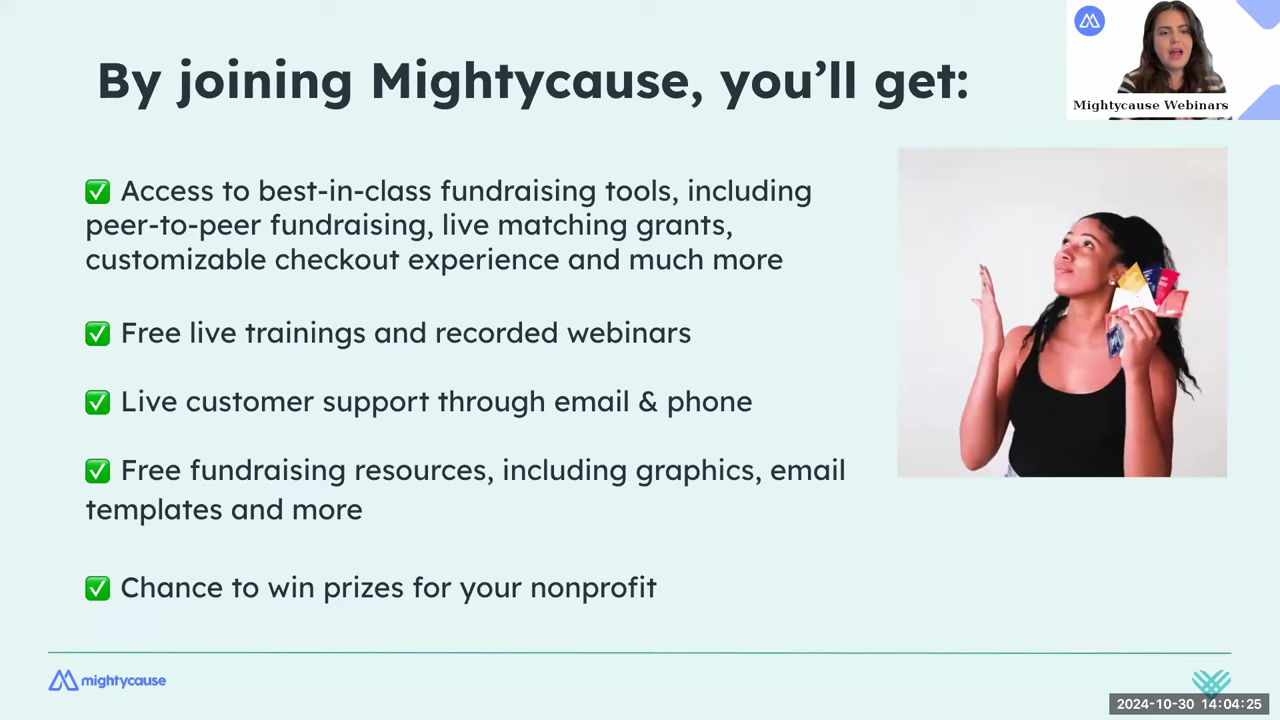 By joining Mightycause, you’ll get:
Mightycause Webinars
✅ Access to best-in-class fundraising tools, including
peer-to-peer fundraising, live matching grants,
customizable checkout experience and much more
✅ Free live trainings and recorded webinars
✅ Live customer support through email & phone
✅ Free fundraising resources, including graphics, email
templates and more
✅ Chance to win prizes for your nonprofit
mightycause
2024-10-30 14:04:25